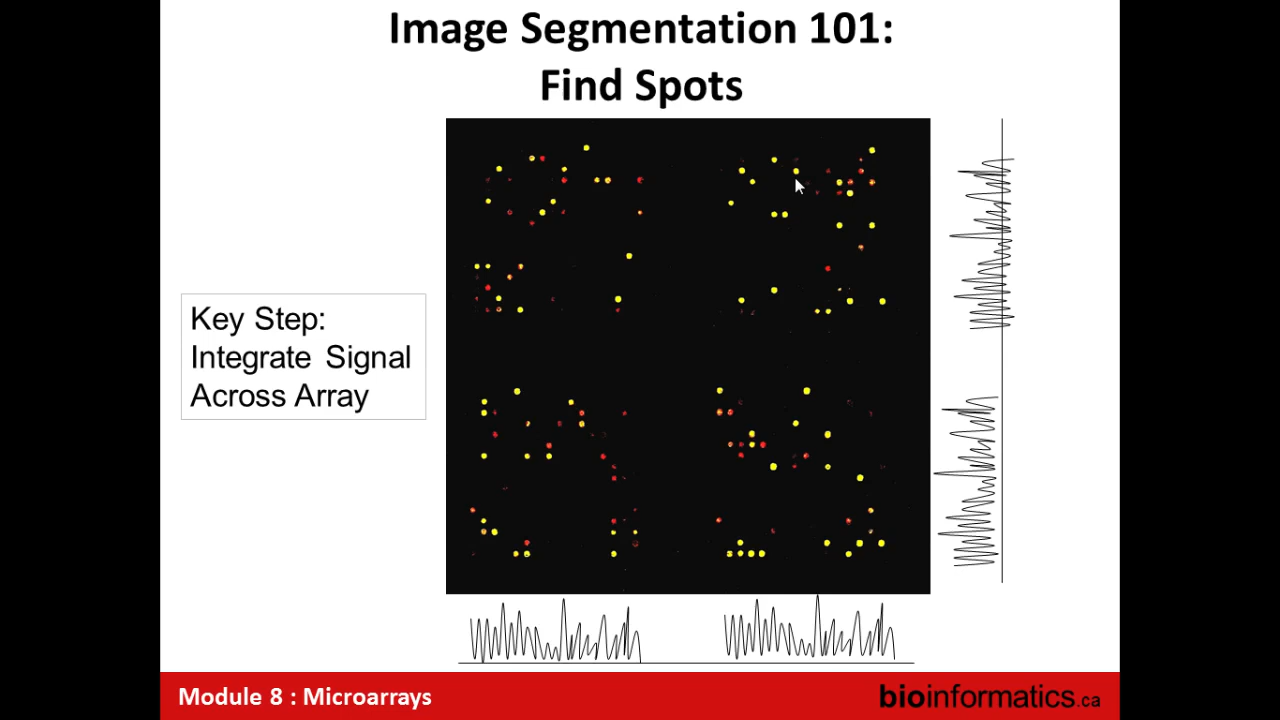 Image Segmentation 101:
Find Spots
Key Step:
Integrate Signal
Across Array
Module 8 : Microarrays
bioinformatics.ca